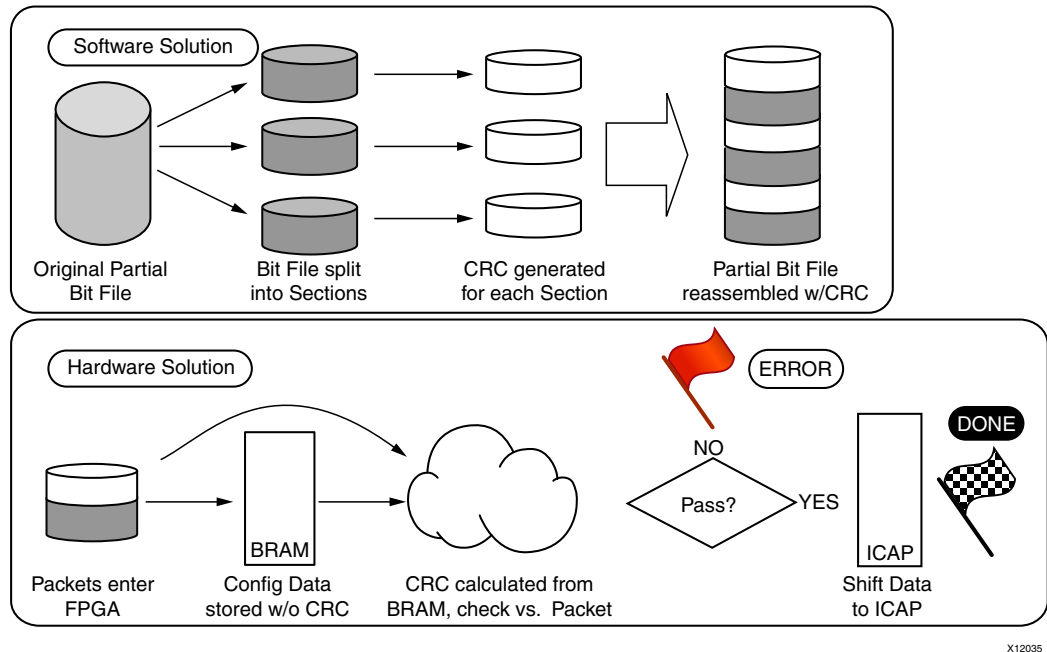 Software Solution
Original Partial
Bit File
Bit File split
into Sections
CRC generated
for each Section
Partial Bit File
reassembled w/CRC
Hardware Solution
ERROR
DONE
NO
Pass?
YES
BRAM
ICAP
Packets enter
FPGA
Config Data
stored w/o CRC
CRC calculated from
BRAM, check vs. Packet
Shift Data
to ICAP
X12035